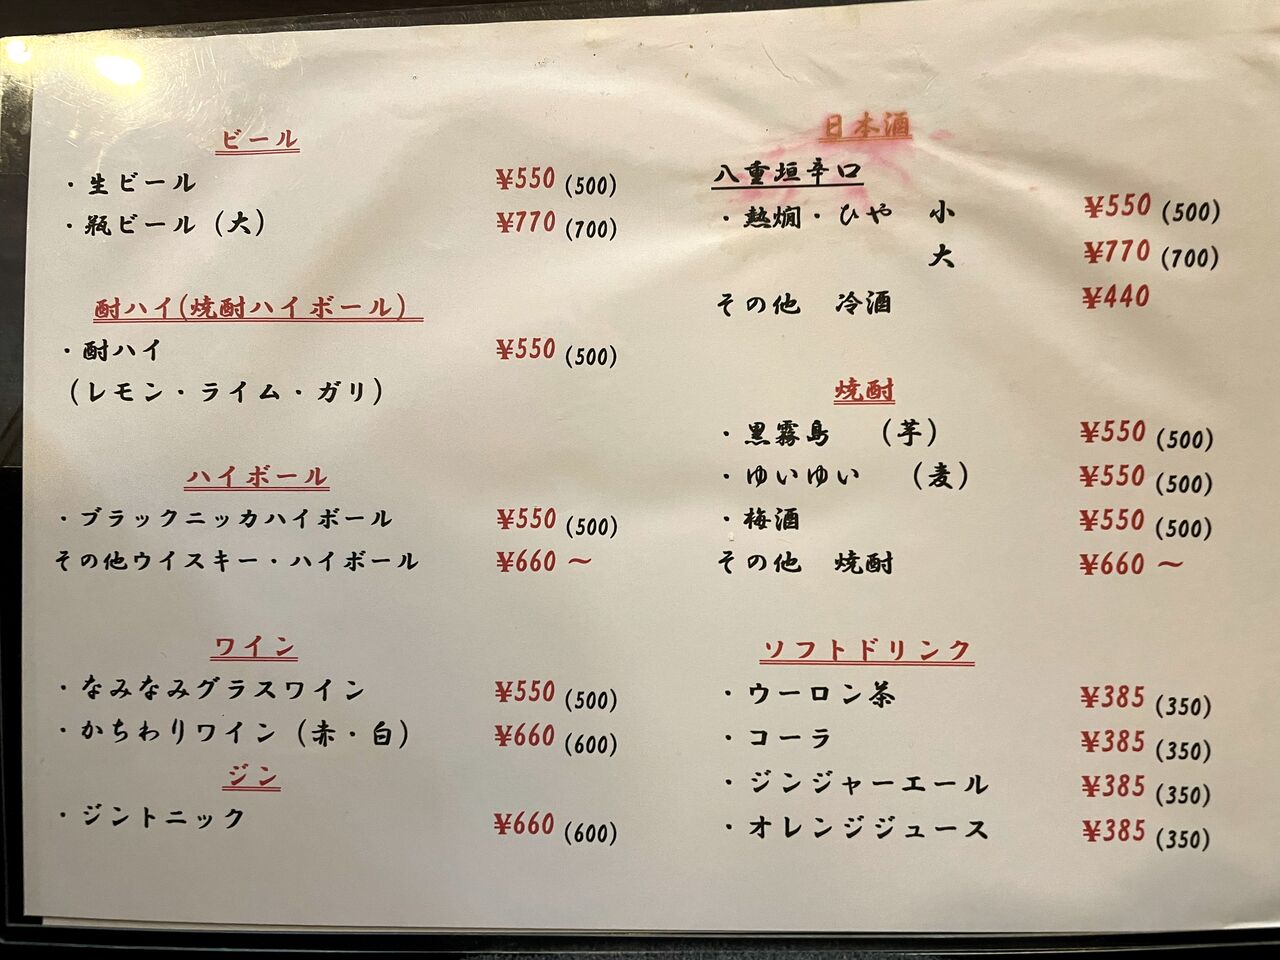 ビール
・生ビール ¥550 (500)
・瓶ビール（大） ¥770 (700)
酎ハイ(焼酎ハイボール)
・酎ハイ ¥550 (500)
（レモン・ライム・ガリ）
ハイボール
・ブラックニッカハイボール ¥550 (500)
その他ウイスキー・ハイボール ¥660 ～
ワイン
・なみなみグラスワイン ¥550 (500)
・かちわりワイン（赤・白） ¥660 (600)
ジン
・ジントニック ¥660 (600)
日本酒
八重垣辛口
・熱燗・ひや 小 ¥550 (500)
大 ¥770 (700)
その他 冷酒 ¥440
焼酎
・黒霧島 （芋） ¥550 (500)
・ゆいゆい （麦） ¥550 (500)
・梅酒 ¥550 (500)
その他 焼酎 ¥660 ～
ソフトドリンク
・ウーロン茶 ¥385 (350)
・コーラ ¥385 (350)
・ジンジャーエール ¥385 (350)
・オレンジジュース ¥385 (350)